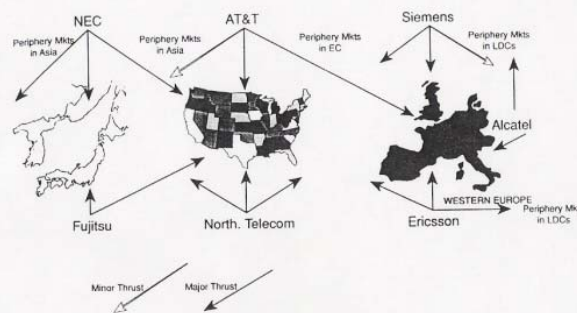 NEC
AT&T
Siemens
Periphery Mkts
in Asia
Periphery Mkts
in Asia
Periphery Mkts
in EC
Periphery Mkts
in LDCs
Alcatel
WESTERN EUROPE
Fujitsu
North. Telecom
Ericsson
Periphery Mkt
in LDCs
Minor Thrust
Major Thrust